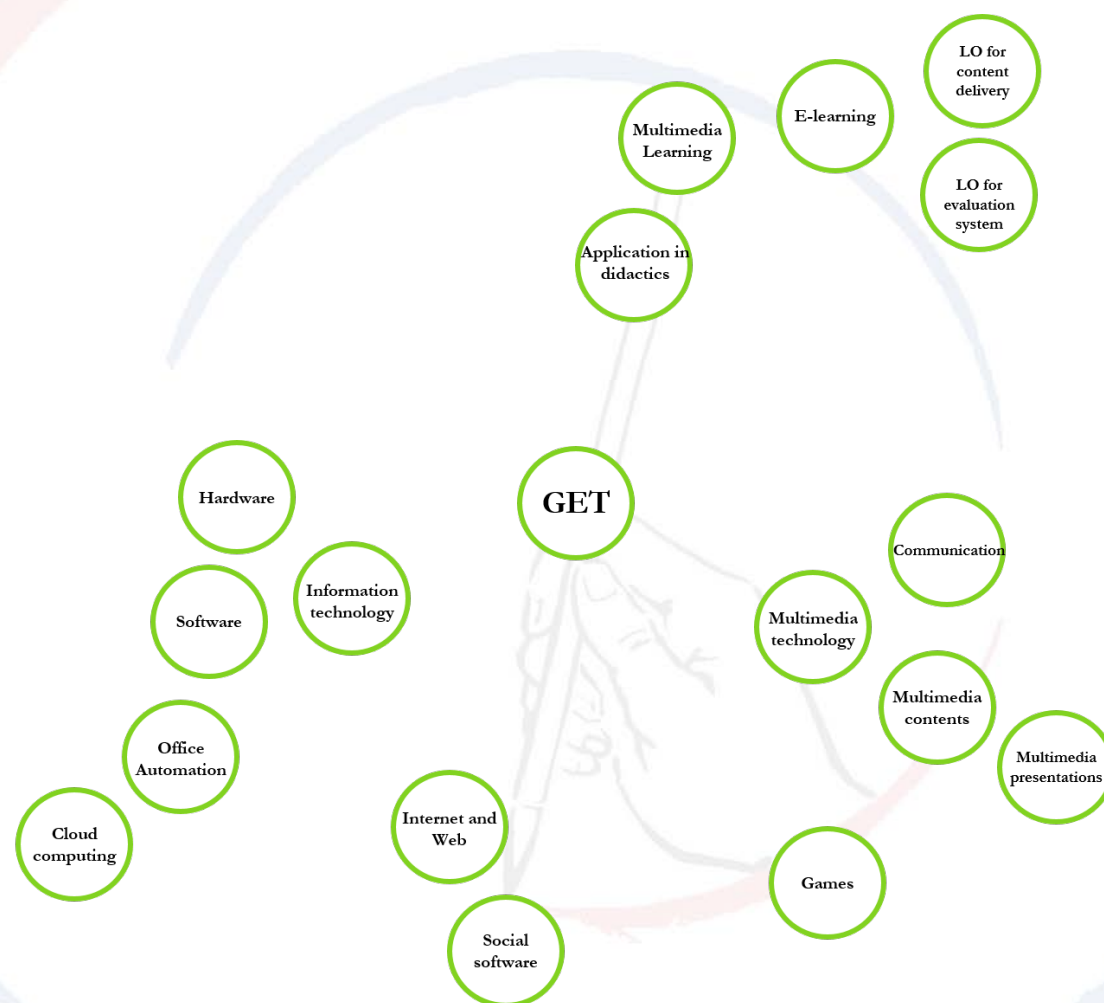 LO for
content
delivery
E-learning
Multimedia
Learning
LO for
evaluation
system
Application in
didactics
GET
Hardware
Information
technology
Software
Communication
Multimedia
technology
Multimedia
contents
Multimedia
presentations
Office
Automation
Cloud
computing
Internet and
Web
Games
Social
software